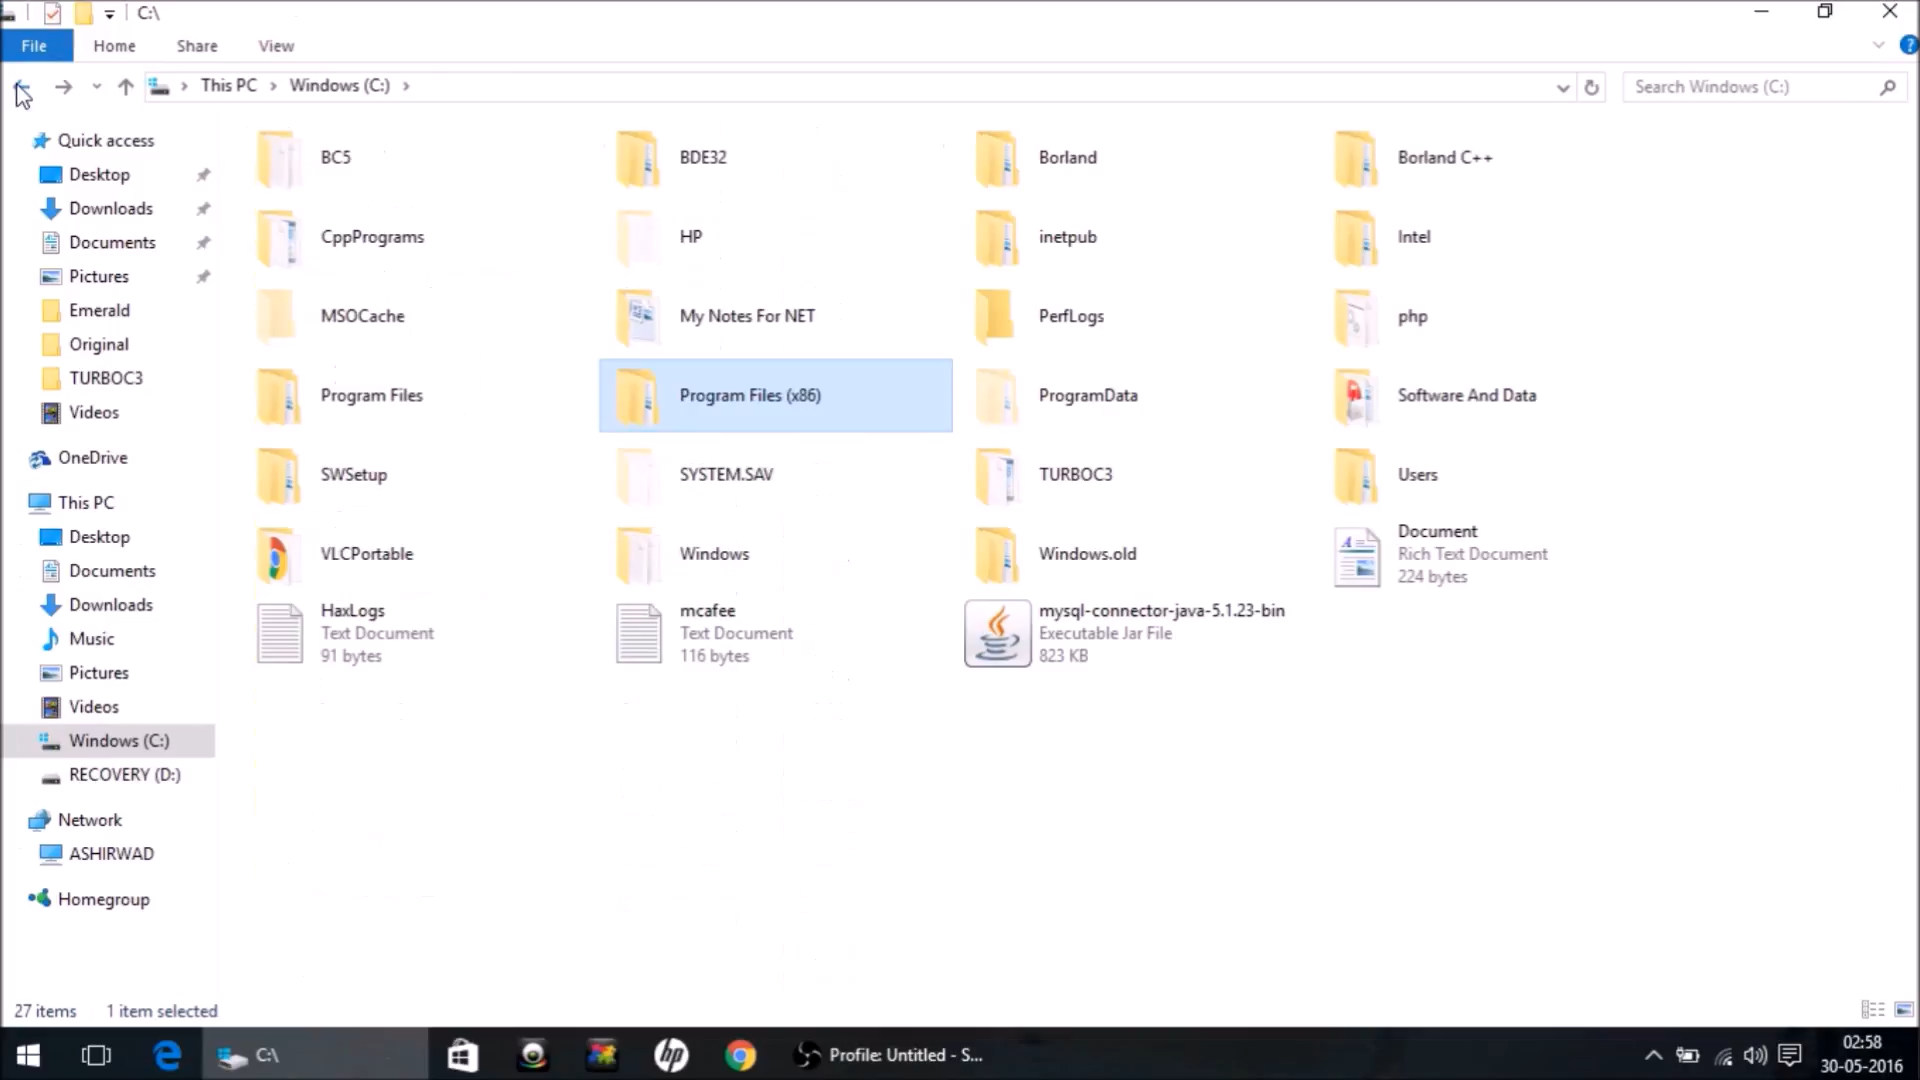 C:\
File Home Share View
This PC Windows (C:) Search Windows (C:)
Quick access
Desktop
Downloads
Documents
Pictures
Emerald
Original
TURBOC3
Videos
OneDrive
This PC
Desktop
Documents
Downloads
Music
Pictures
Videos
Windows (C:)
RECOVERY (D:)
Network
ASHIRWAD
Homegroup
BC5 BDE32 Borland Borland C++
CppPrograms HP inetpub Intel
MSOCache My Notes For NET PerfLogs php
Program Files Program Files (x86) ProgramData Software And Data
SWSetup SYSTEM.SAV TURBOC3 Users
VLCPortable Windows Windows.old
Document
Rich Text Document
224 bytes
HaxLogs
Text Document
91 bytes
mcafee
Text Document
116 bytes
mysql-connector-java-5.1.23-bin
Executable Jar File
823 KB
27 items 1 item selected
C:\ hp Profile: Untitled - S...
02:58
30-05-2016